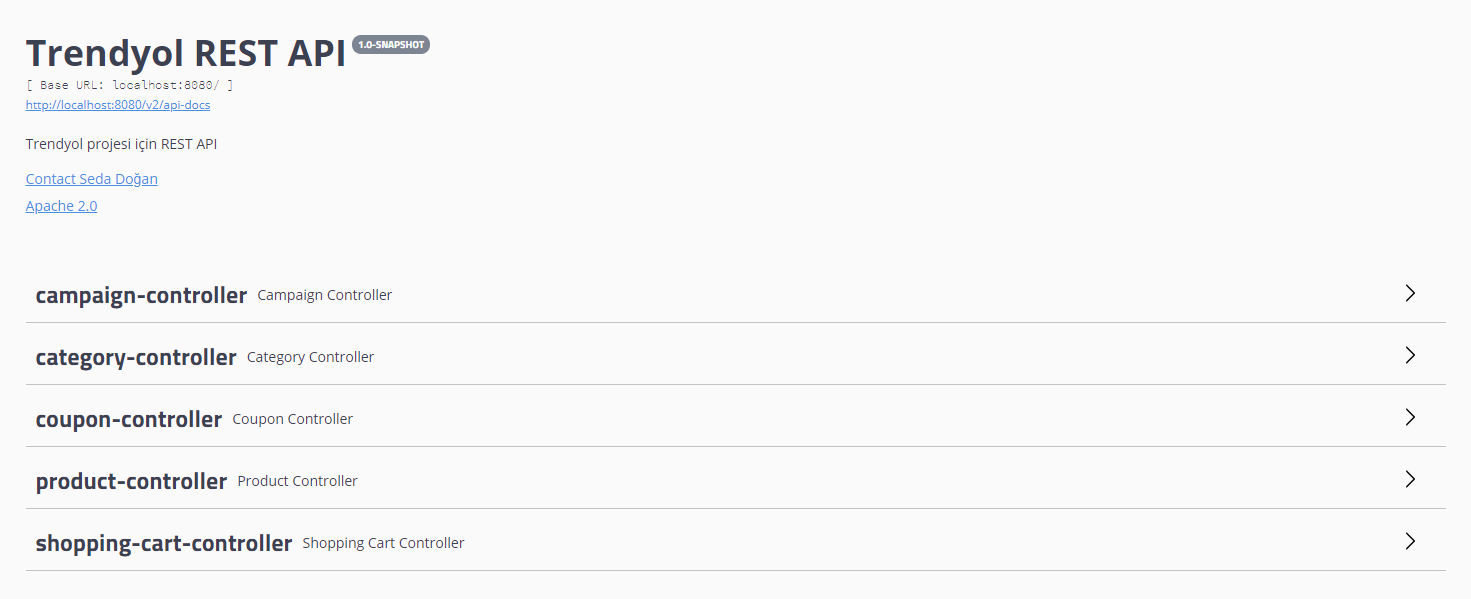 Trendyol REST API 1.0-SNAPSHOT
[ Base URL: localhost:8080/ ]
http://localhost:8080/v2/api-docs
Trendyol projesi için REST API
Contact Seda Doğan
Apache 2.0
campaign-controller Campaign Controller
category-controller Category Controller
coupon-controller Coupon Controller
product-controller Product Controller
shopping-cart-controller Shopping Cart Controller